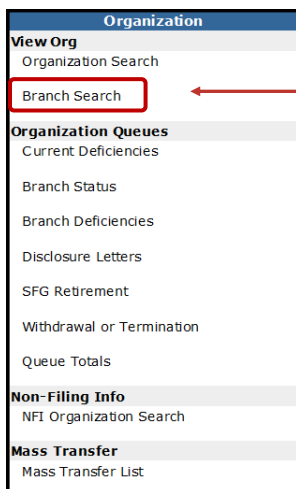 Organization
View Org
Organization Search
Branch Search
Organization Queues
Current Deficiencies
Branch Status
Branch Deficiencies
Disclosure Letters
SFG Retirement
Withdrawal or Termination
Queue Totals
Non-Filing Info
NFI Organization Search
Mass Transfer
Mass Transfer List